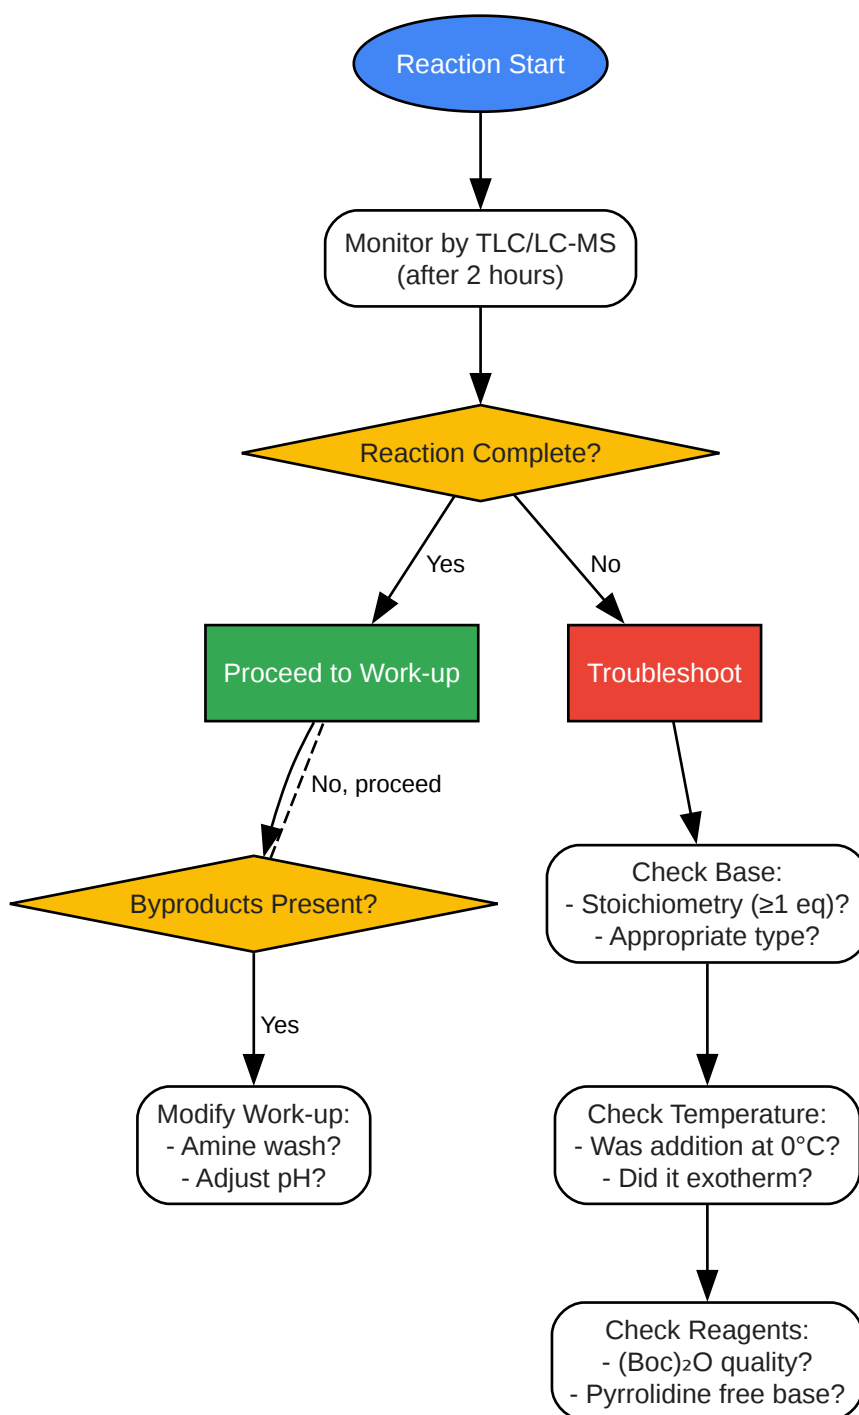 Reaction Start
Monitor by TLC/LC-MS
(after 2 hours)
Reaction Complete?
Yes
No
Proceed to Work-up
Troubleshoot
No, proceed
Check Base:
- Stoichiometry (≥1 eq)?
- Appropriate type?
Byproducts Present?
Yes
Modify Work-up:
- Amine wash?
- Adjust pH?
Check Temperature:
- Was addition at 0°C?
- Did it exotherm?
Check Reagents:
- (Boc)₂O quality?
- Pyrrolidine free base?